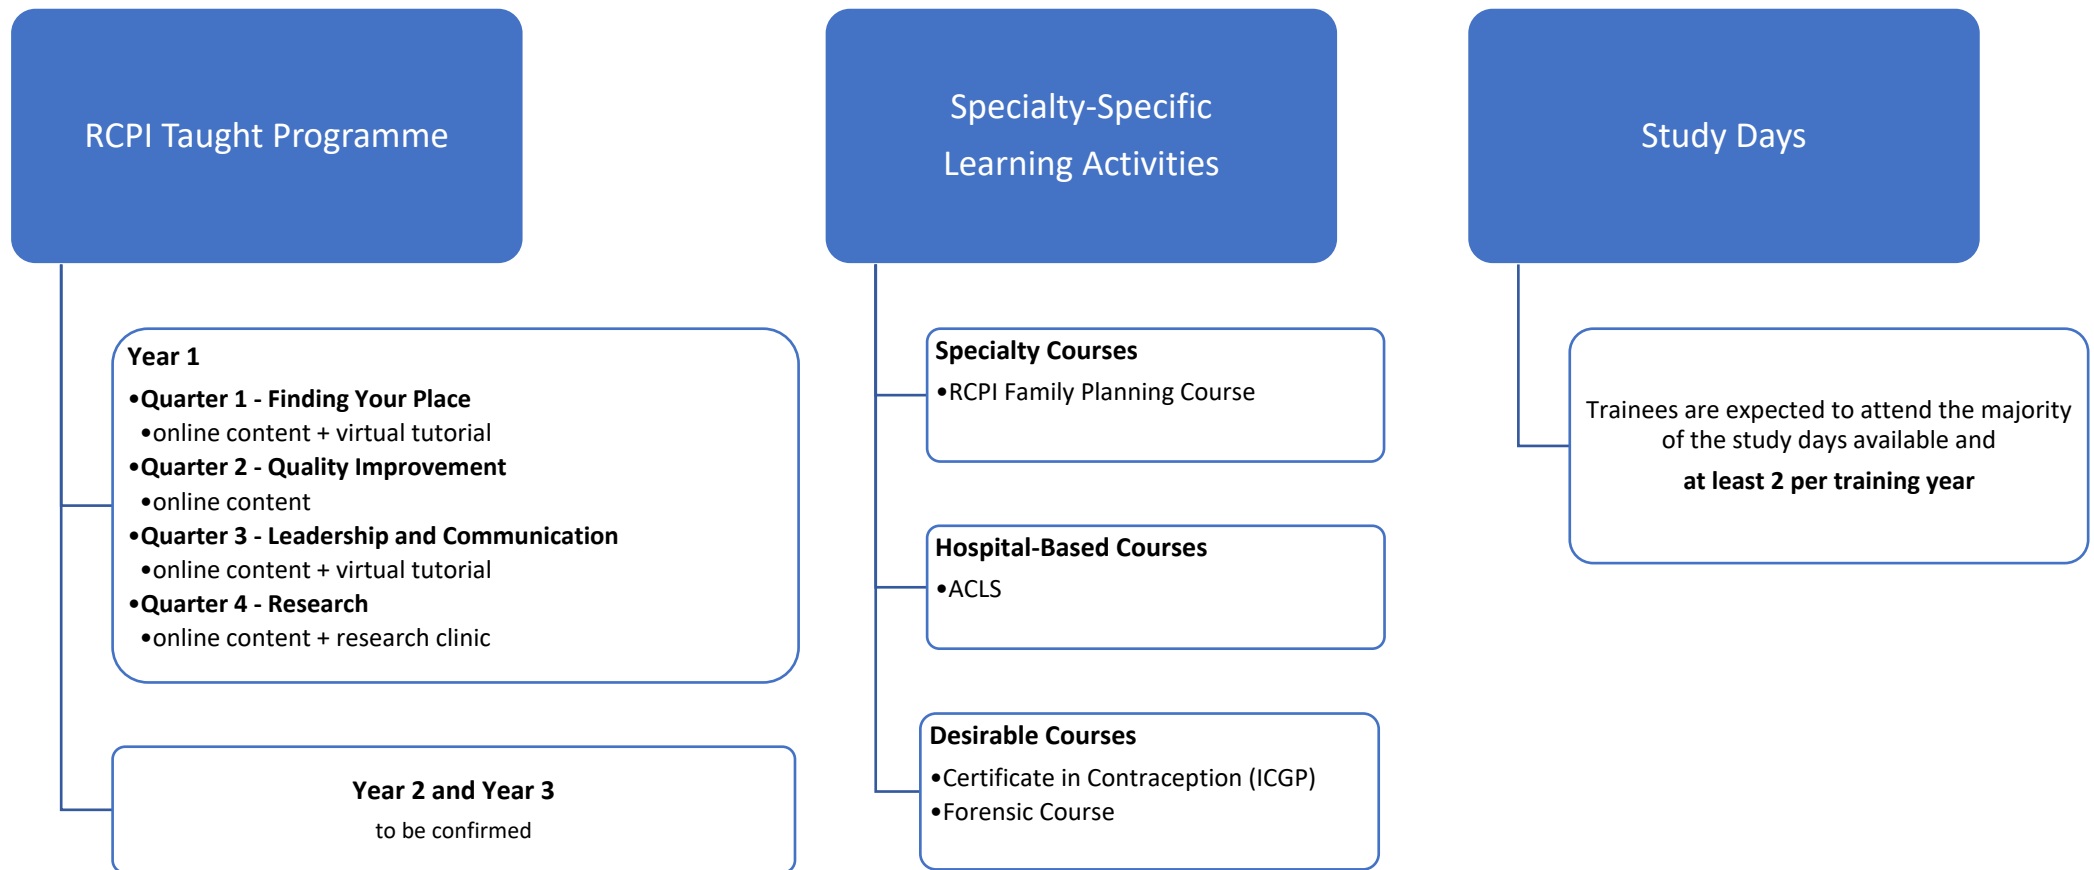 RCPI Taught Programme
Year 1
•Quarter 1 - Finding Your Place
•online content + virtual tutorial
•Quarter 2 - Quality Improvement
•online content
•Quarter 3 - Leadership and Communication
•online content + virtual tutorial
•Quarter 4 - Research
•online content + research clinic
Year 2 and Year 3
to be confirmed
Specialty-Specific
Learning Activities
Specialty Courses
•RCPI Family Planning Course
Hospital-Based Courses
•ACLS
Desirable Courses
•Certificate in Contraception (ICGP)
•Forensic Course
Study Days
Trainees are expected to attend the majority
of the study days available and
at least 2 per training year